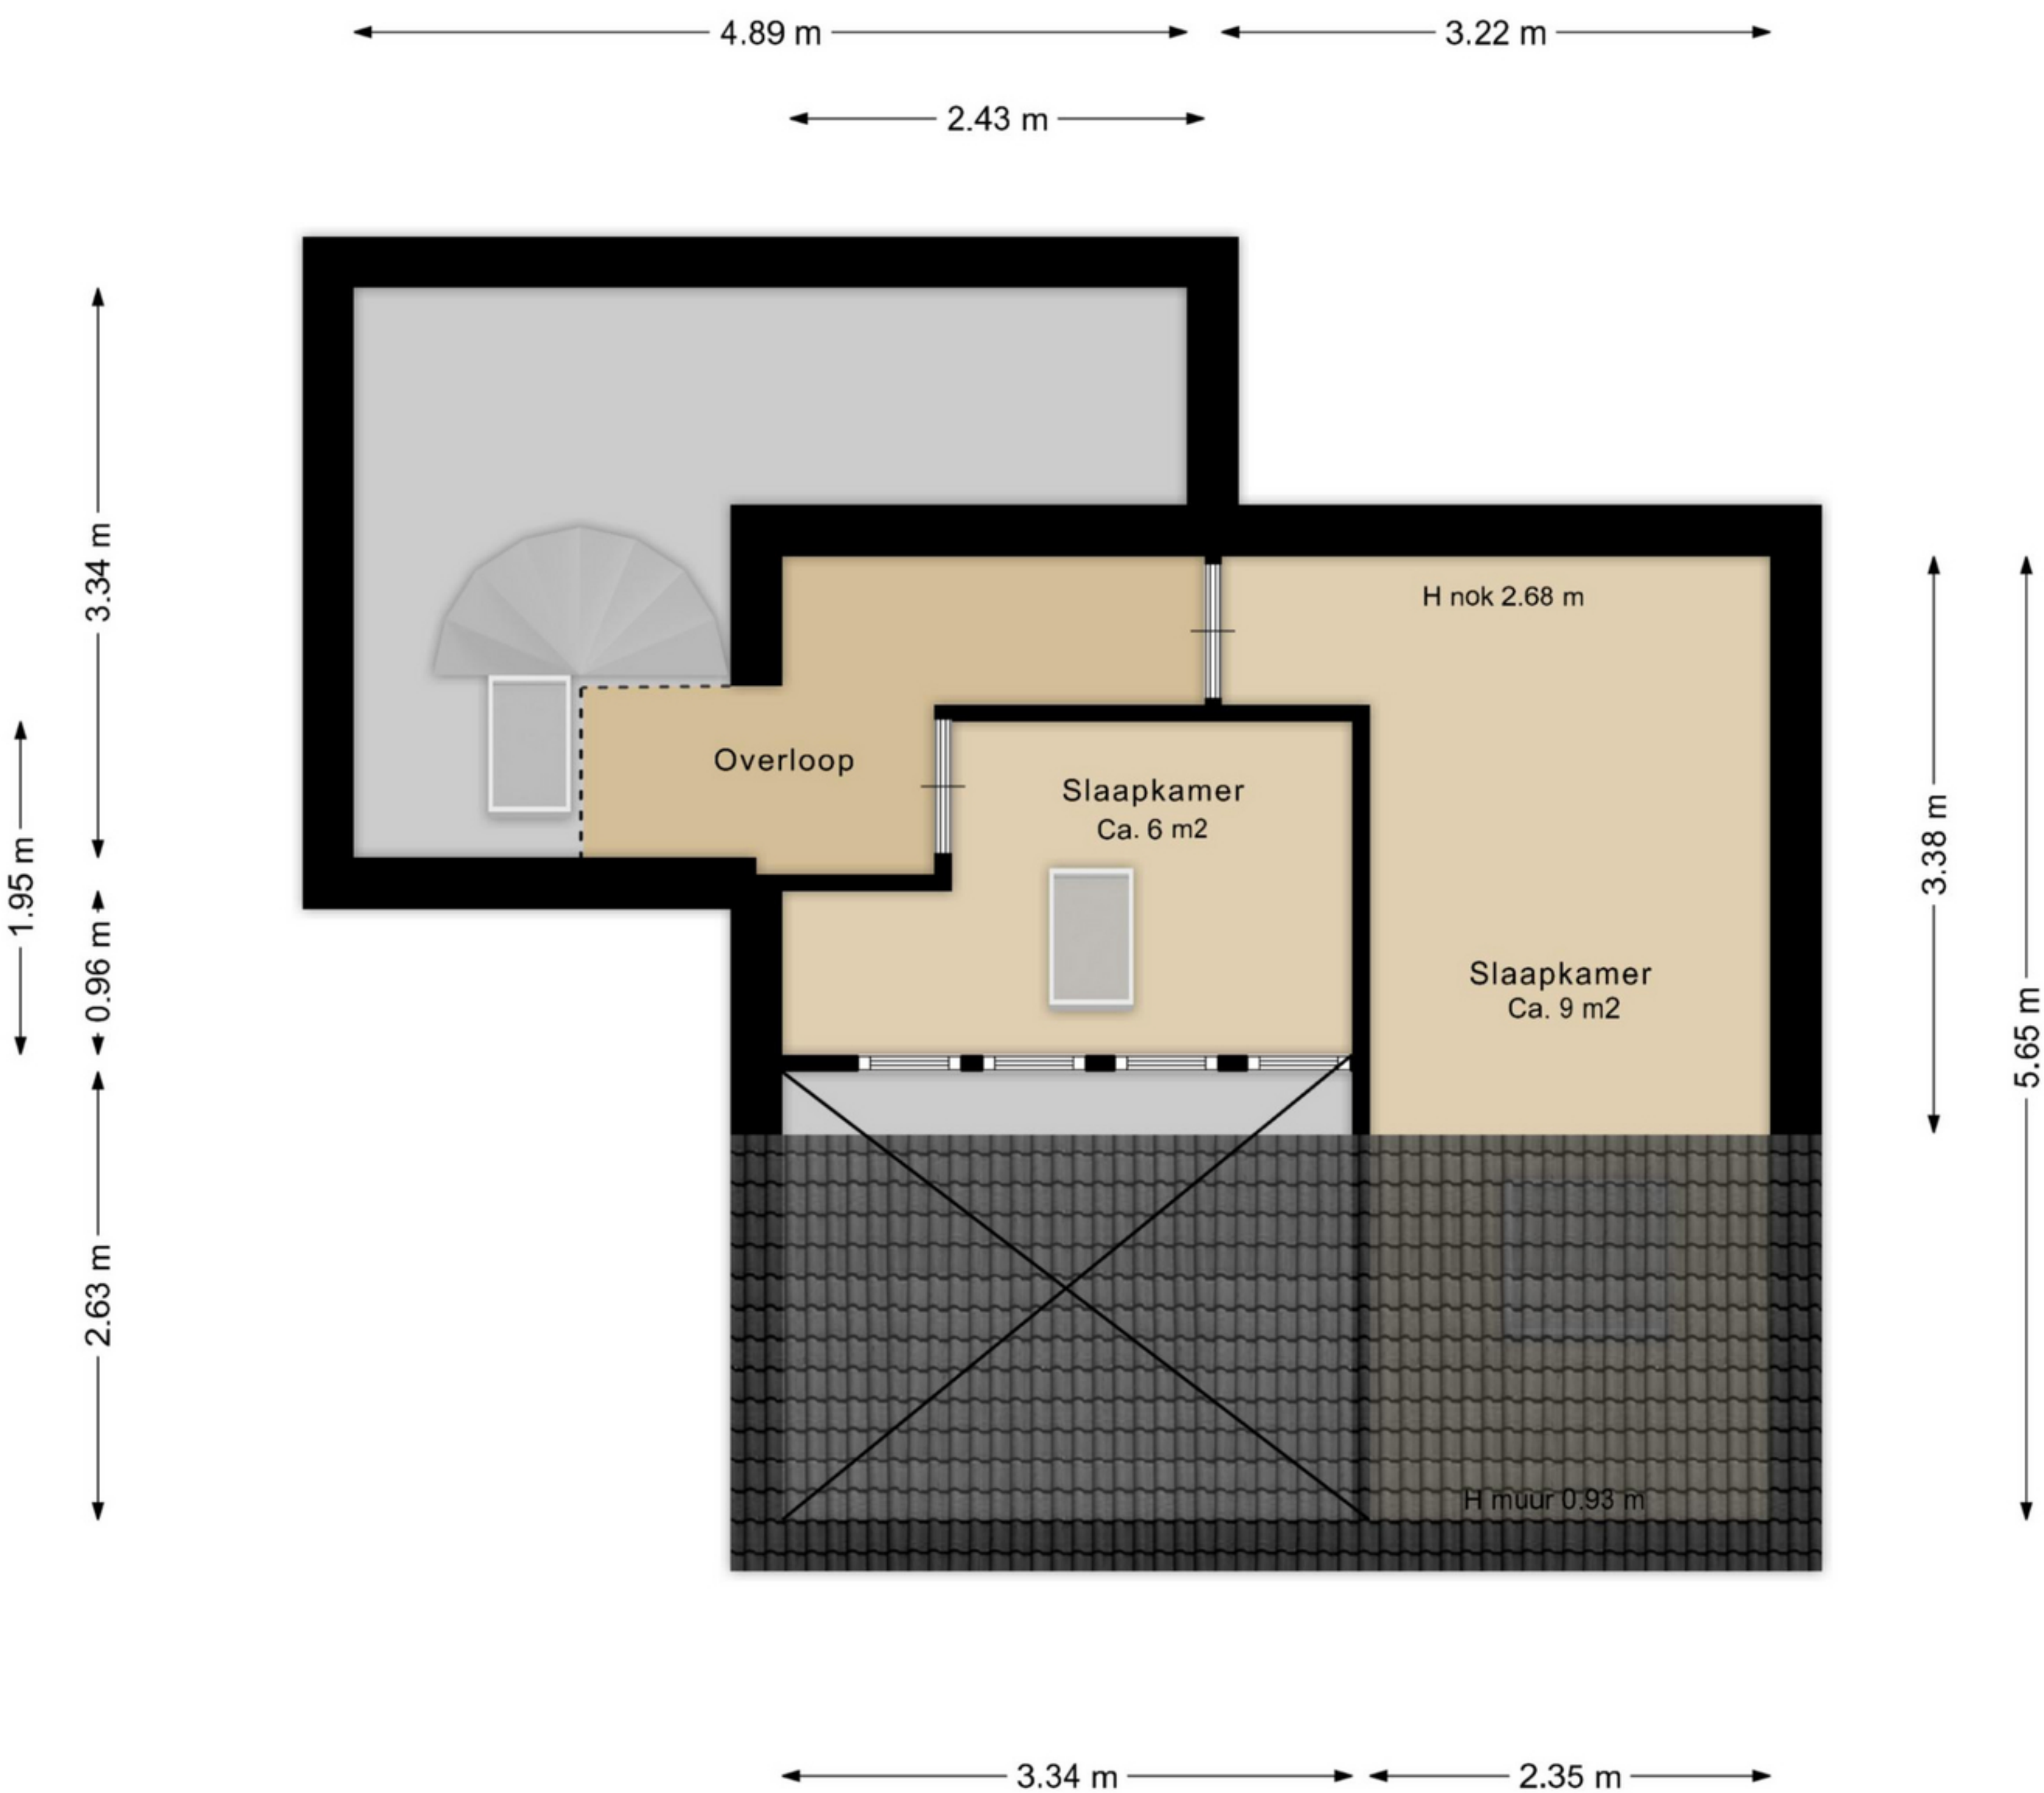 4.89 m
3.22 m
2.43 m
3.34 m
H nok 2.68 m
Overloop
Slaapkamer
Ca. 6 m2
1.95 m
0.96 m
3.38 m
Slaapkamer
Ca. 9 m2
5.65 m
2.63 m
H muur 0.93 m
3.34 m
2.35 m